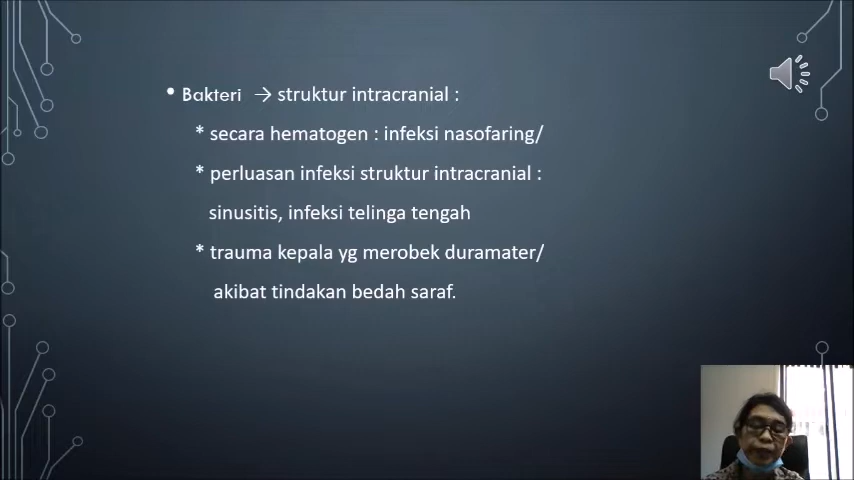 • Bakteri → struktur intracranial :
* secara hematogen : infeksi nasofaring/
* perluasan infeksi struktur intracranial :
sinusitis, infeksi telinga tengah
* trauma kepala yg merobek duramater/
akibat tindakan bedah saraf.